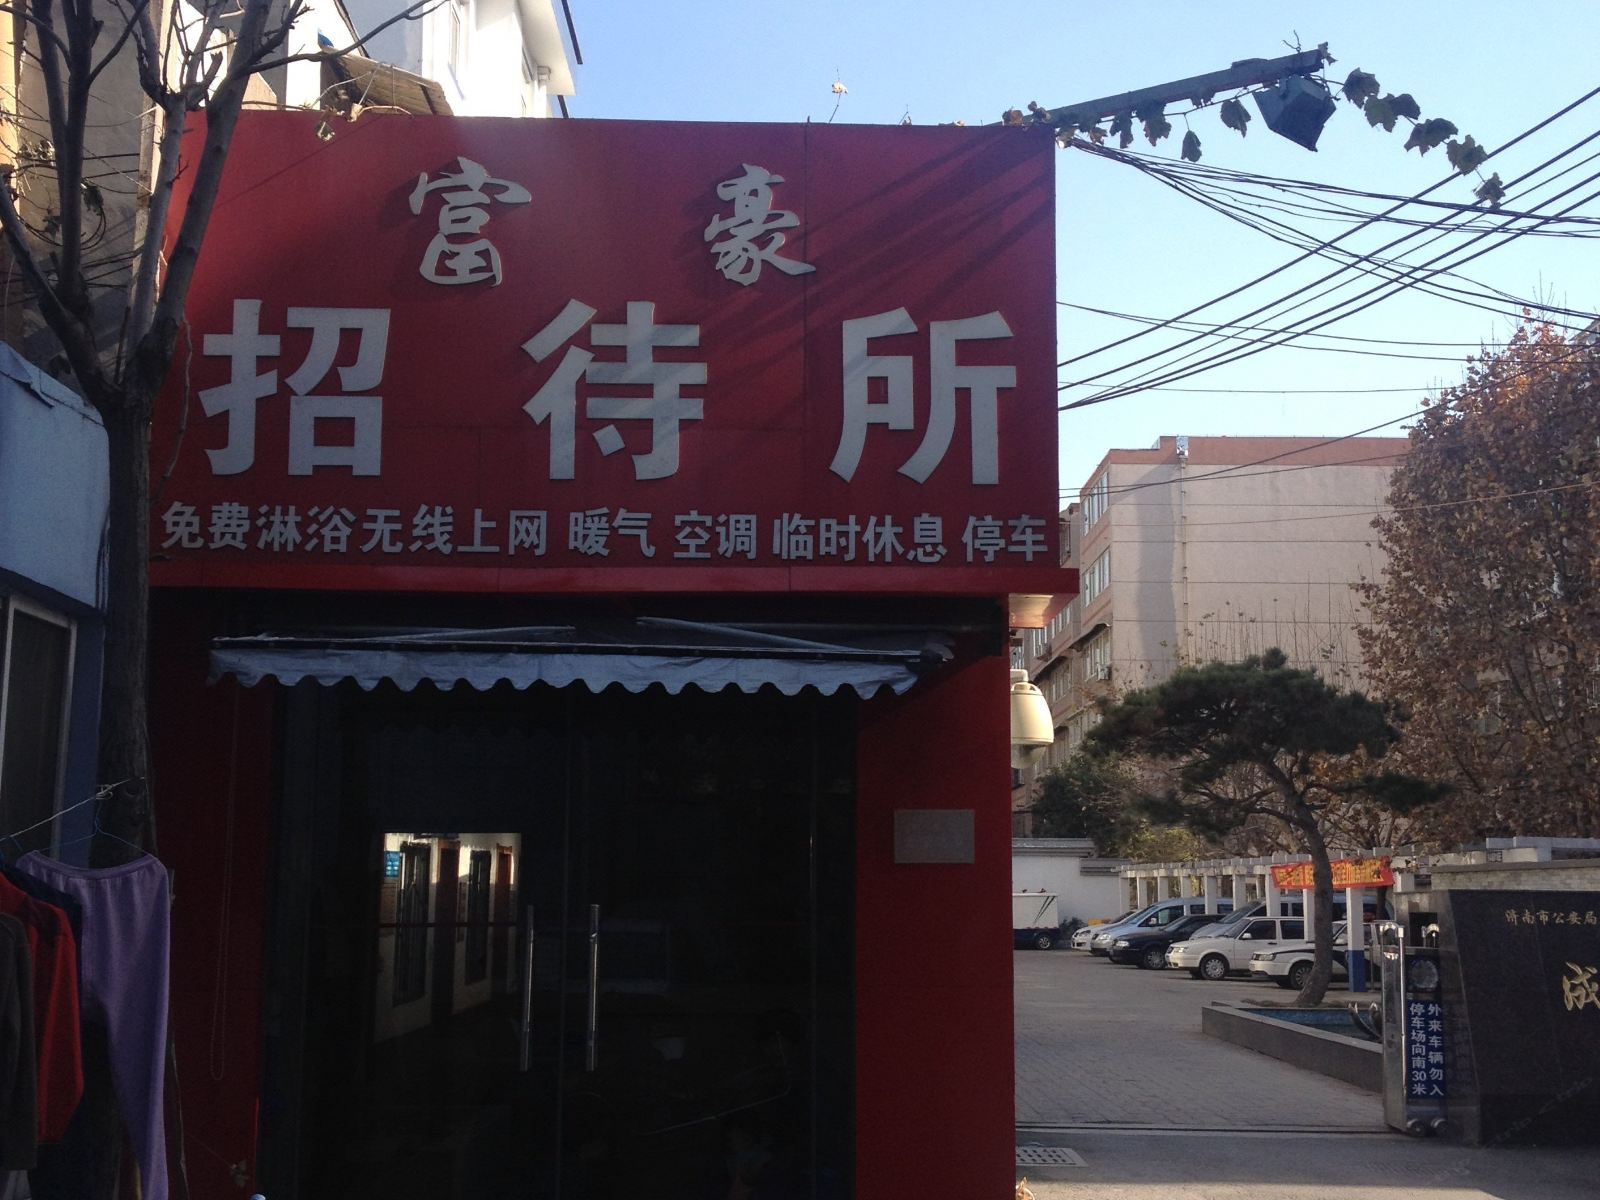 富豪
招待所
免费淋浴无线上网 暖气 空调 临时休息 停车
济南市公安局
成
外来车辆勿入
停车场向南30米